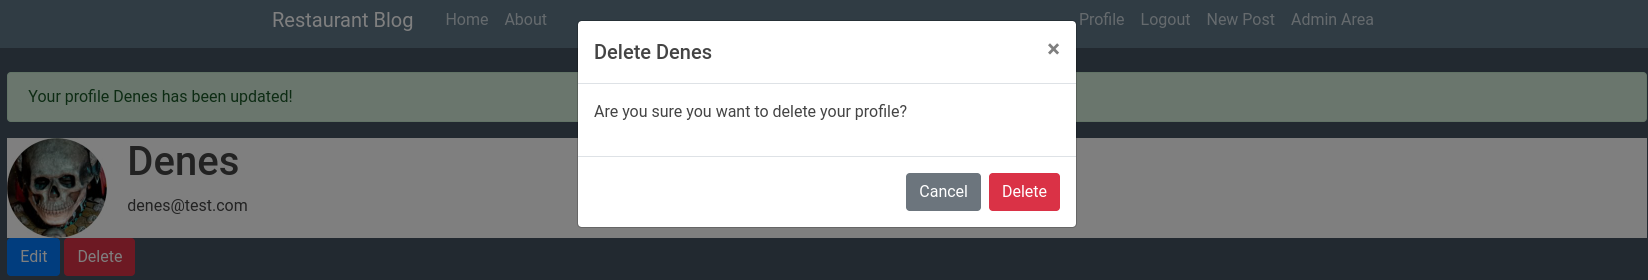 Restaurant Blog Home About Profile Logout New Post Admin Area
Delete Denes ×
Your profile Denes has been updated!
Are you sure you want to delete your profile?
Denes
denes@test.com
Cancel Delete
Edit Delete